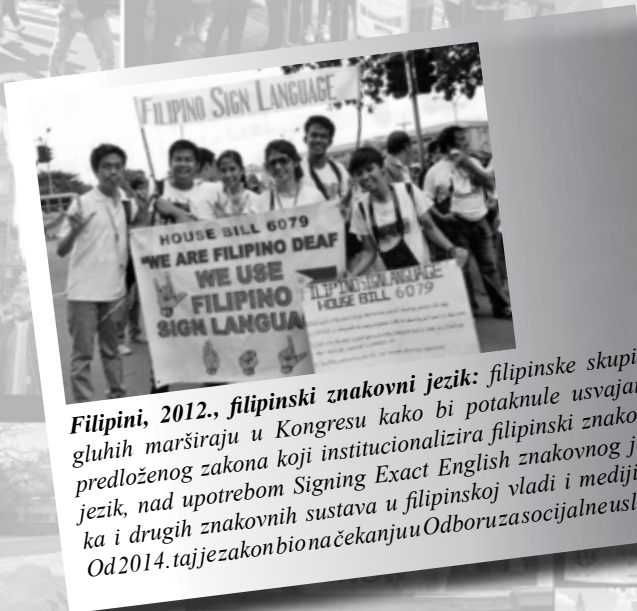 FILIPINO SIGN LANGUAGE
HOUSE BILL 6079
"WE ARE FILIPINO DEAF
WE USE
FILIPINO
SIGN LANGUA
FILIPINO SIGN LANGUAGE
HOUSE BILL 6079
Filipini, 2012., filipinski znakovni jezik: filipinske skupi
gluhih marširaju u Kongresu kako bi potaknule usvajan
predloženog zakona koji institucionalizira filipinski znako
jezik, nad upotrebom Signing Exact English znakovnog j
ka i drugih znakovnih sustava u filipinskoj vladi i mediji
Od 2014. taj je zakon bio na čekanju u Odboru za socijalne usl